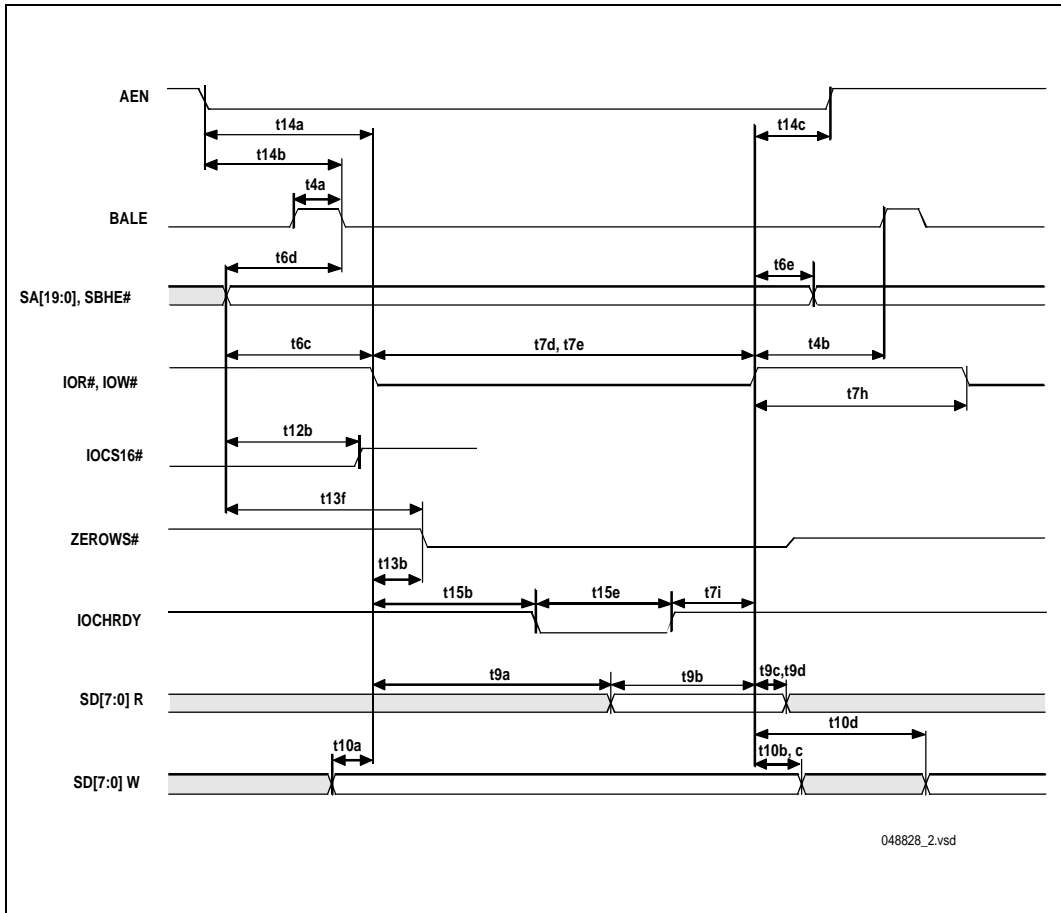 AEN
t14a
t14c
t14b
t4a
BALE
t6d
t6e
SA[19:0], SBHE#
t6c
t7d, t7e
t4b
IOR#, IOW#
t7h
t12b
IOCS16#
t13f
ZEROWS#
t13b
t15b
t15e
t7i
IOCHRDY
t9a
t9b
t9c,t9d
SD[7:0] R
t10d
t10a
t10b, c
SD[7:0] W
048828_2.vsd